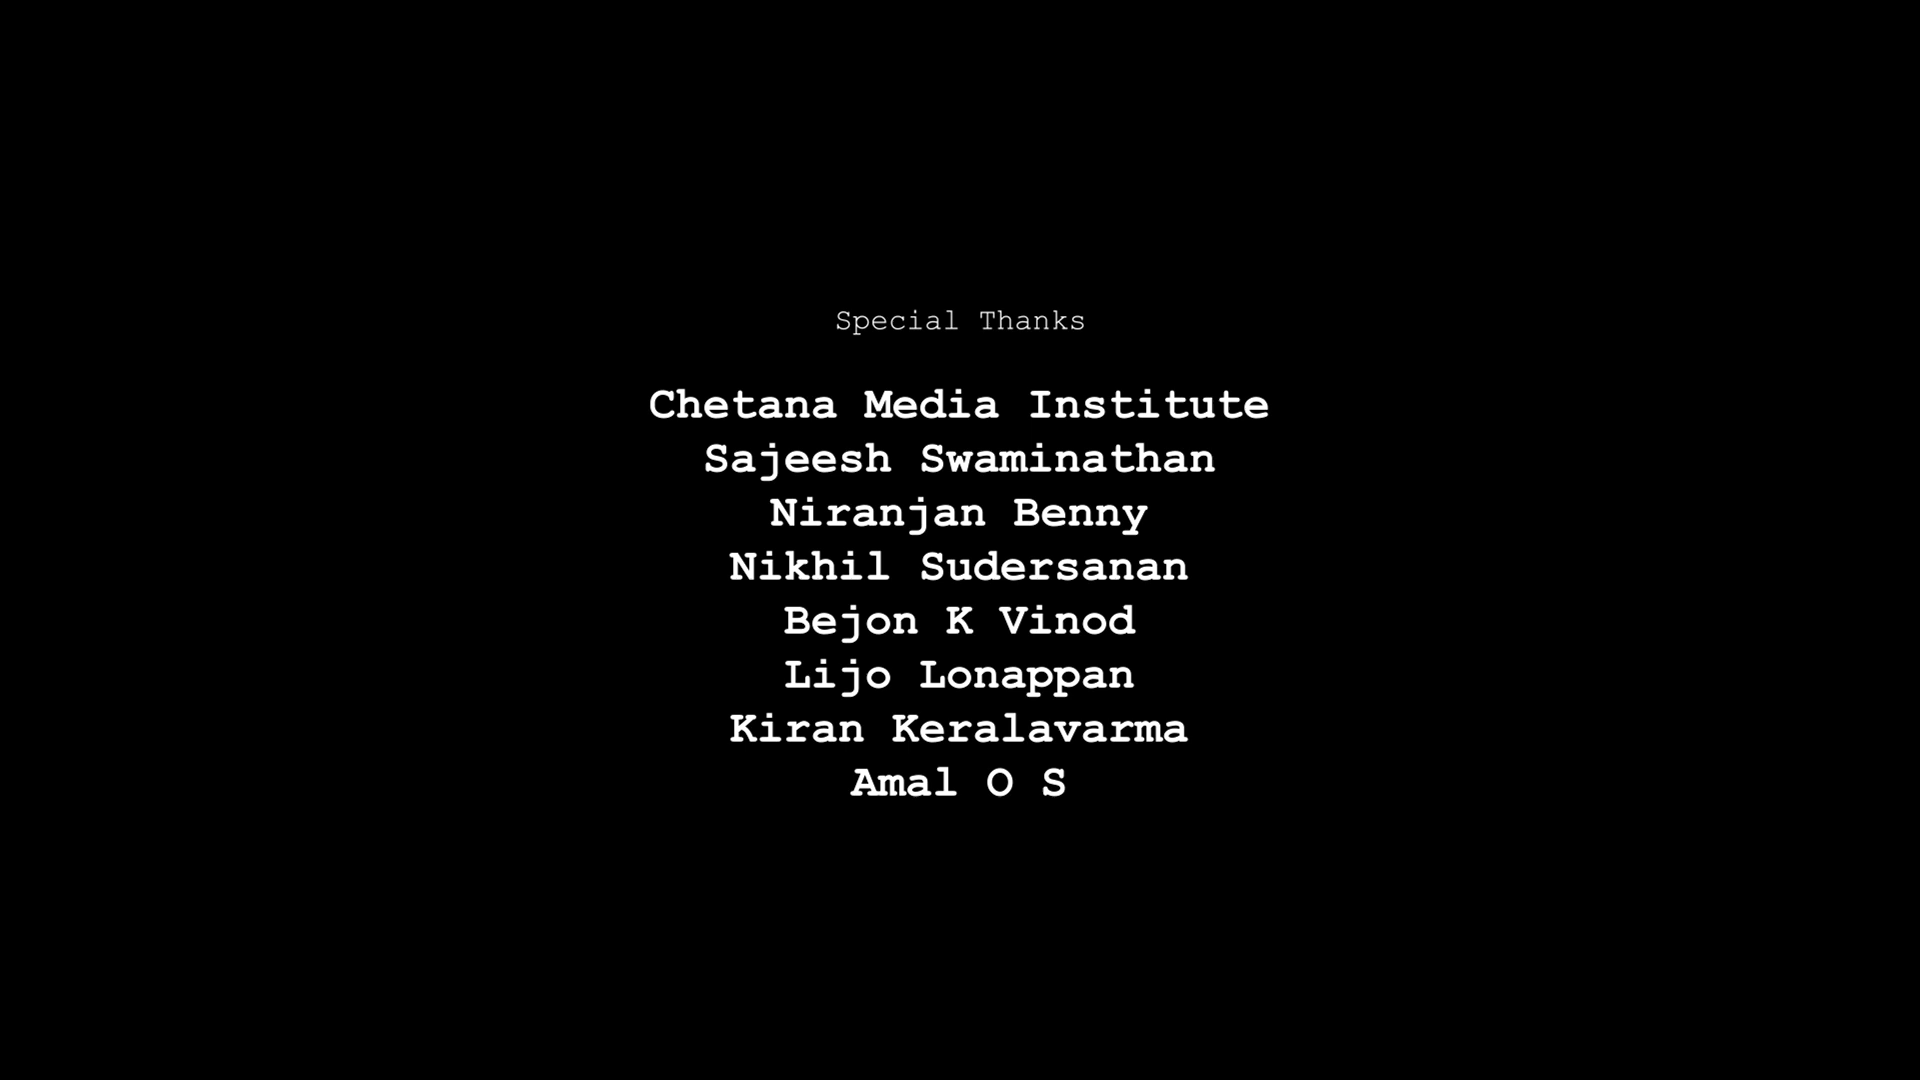 Special Thanks
Chetana Media Institute
Sajeesh Swaminathan
Niranjan Benny
Nikhil Sudersanan
Bejon K Vinod
Lijo Lonappan
Kiran Keralavarma
Amal O S